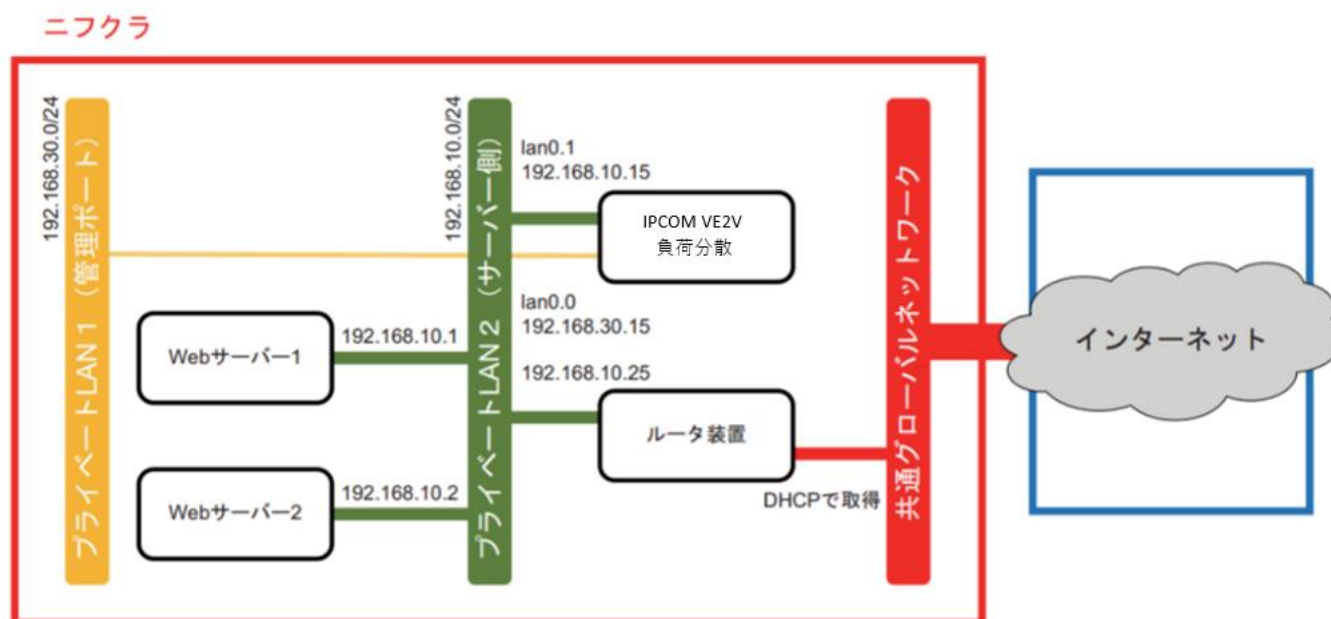 ニフクラ
192.168.30.0/24
プライベートLAN 1 （管理ポート）
192.168.10.0/24
プライベートLAN 2 （サーバー側）
lan0.1
192.168.10.15
IPCOM VE2V
負荷分散
lan0.0
192.168.30.15
Webサーバー1
192.168.10.1
192.168.10.25
ルータ装置
Webサーバー2
192.168.10.2
DHCPで取得
共通グローバルネットワーク
インターネット